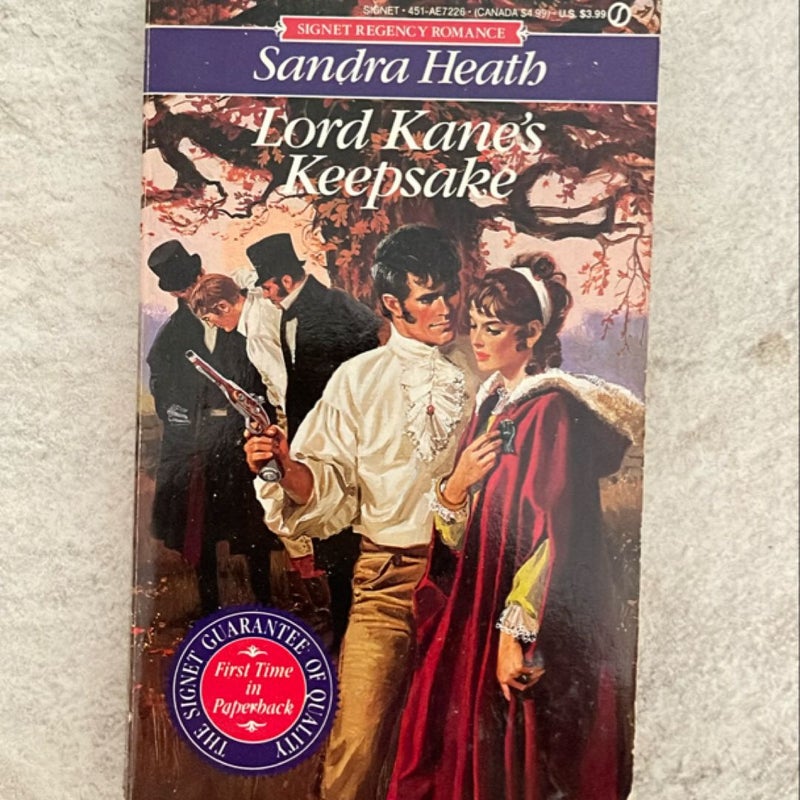 SIGNET • 451-AE7226 • (CANADA $4.99) • U.S. $3.99
SIGNET REGENCY ROMANCE
Sandra Heath
Lord Kane's
Keepsake
THE SIGNET GUARANTEE OF QUALITY
First Time
in
Paperback